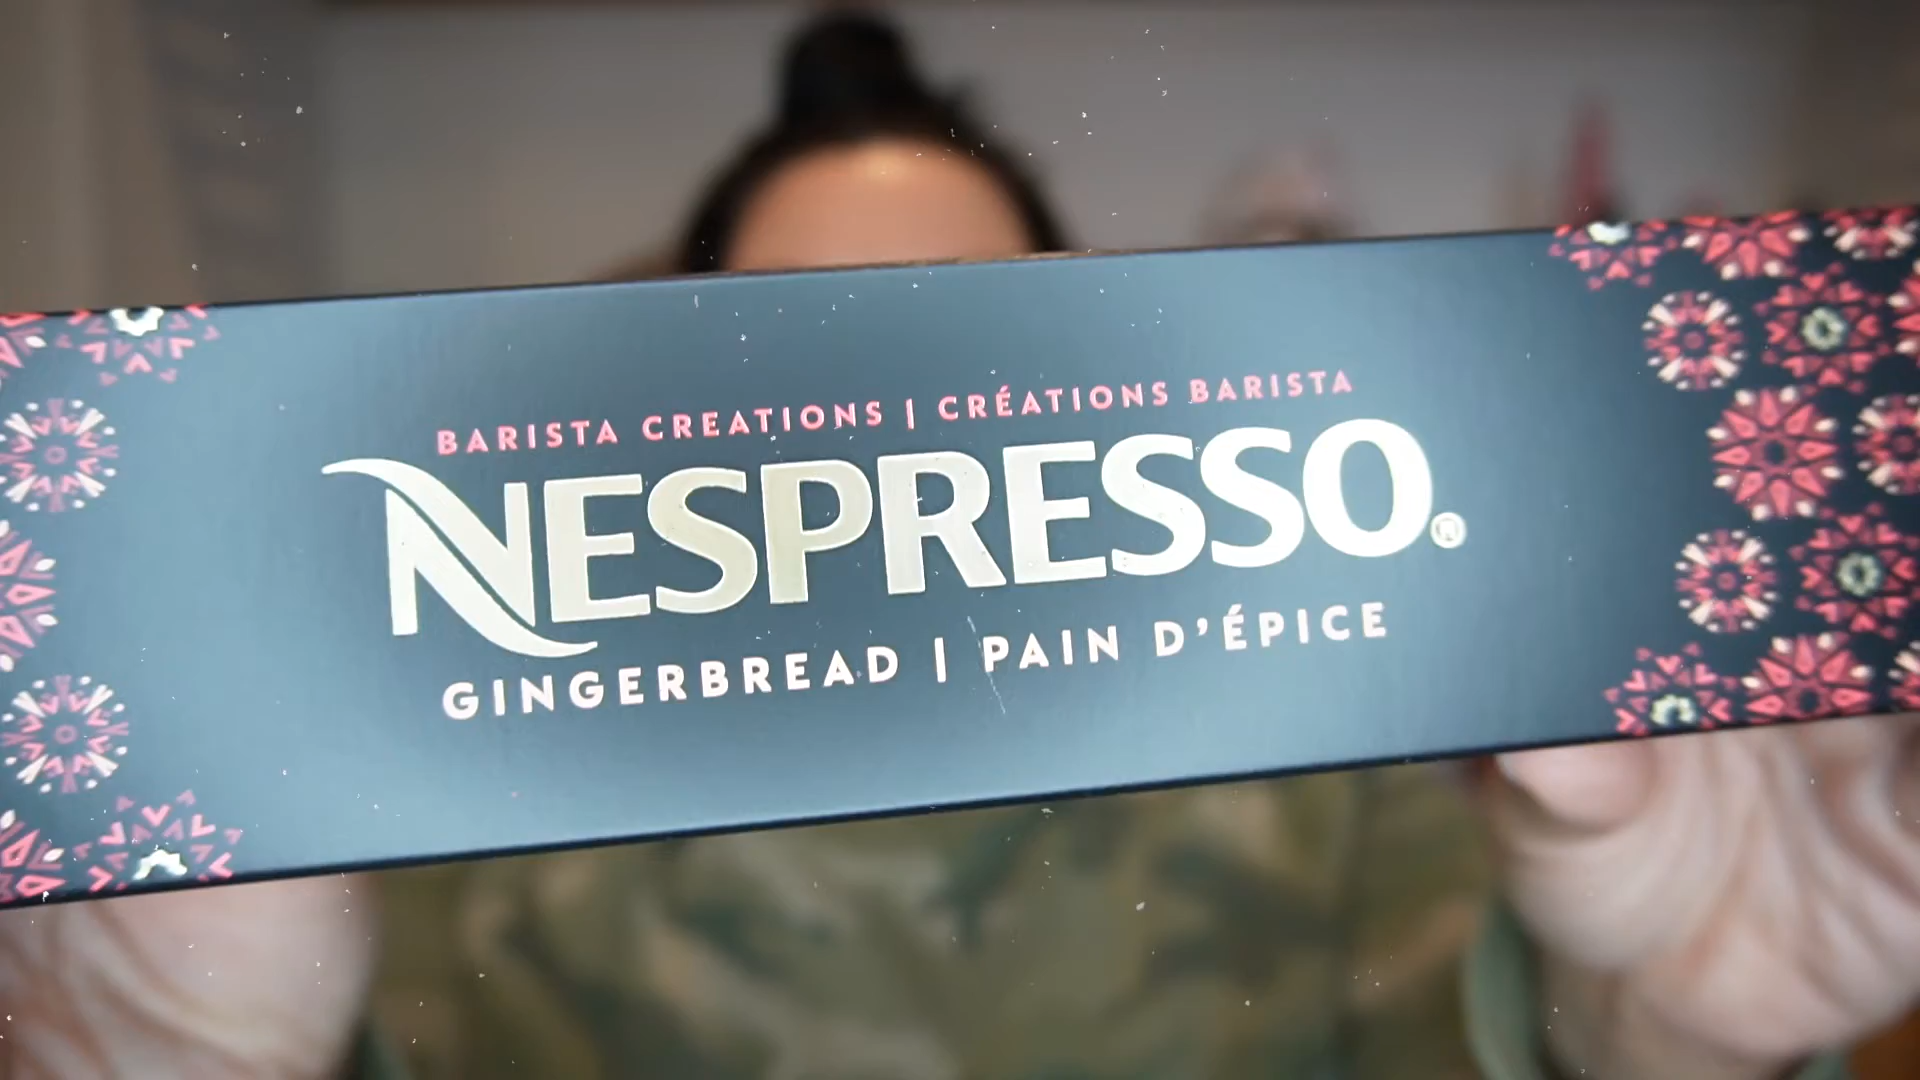 BARISTA CREATIONS | CRÉATIONS BARISTA
NESPRESSO®
GINGERBREAD | PAIN D'ÉPICE